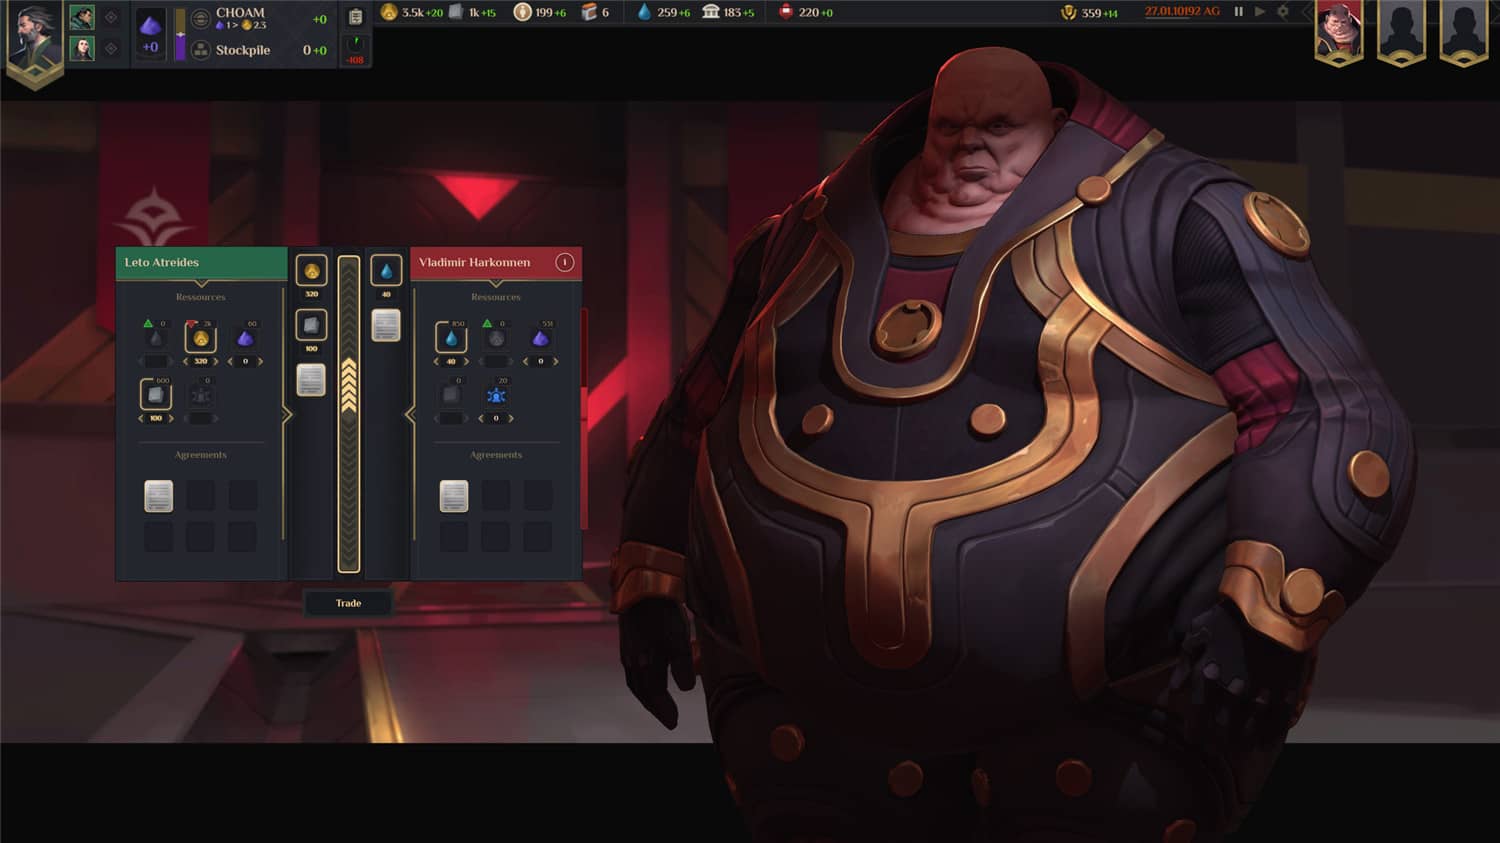 CHOAM
1 > 2.3
+0
+0
Stockpile
0 +0
-108
3.5k +20
1k +15
199 +6
6
259 +6
183 +5
220 +0
359 +14
27.01.10192 AG
Leto Atreides
Ressources
0
2k
60
320
0
600
0
100
Agreements
320
100
40
Vladimir Harkonnen
Ressources
850
0
531
40
0
0
20
0
Agreements
Trade